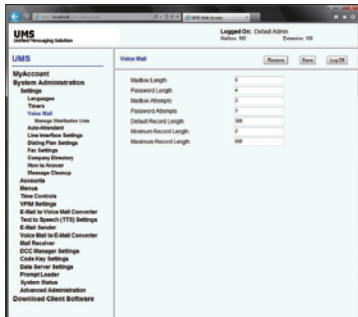 UMS
Unified Messaging Solution
Logged On: Default Admin
UMS
Voice Mail
Restore Save Log Off
MyAccount
System Administration
Settings
Languages
Timers
Voice Mail
Manage Distribution Lists
Auto-Attendant
Line Interface Settings
Dialing Plan Settings
Fax Settings
Company Directory
How to Answer
Message Cleanup
Accounts
Menus
Time Controls
VPIM Settings
E-Mail to Voice Mail Converter
Text to Speech (TTS) Settings
E-Mail Sender
Voice Mail to E-Mail Converter
Mail Receiver
DCC Manager Settings
Code Key Settings
Data Server Settings
Prompt Loader
System Status
Advanced Administration
Download Client Software
Mailbox Length
Password Length
Mailbox Attempts
Password Attempts
Default Record Length
Minimum Record Length
Maximum Record Length